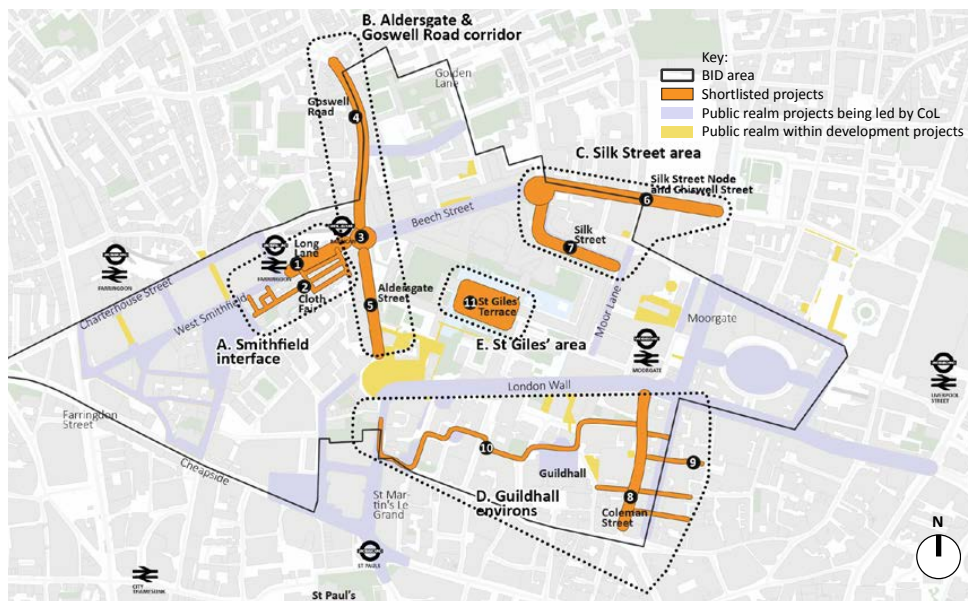 B. Aldersgate &
Goswell Road corridor
Golden
Lane
Key:
BID area
Shortlisted projects
Public realm projects being led by CoL
Public realm within development projects
Goswell
Road
4
C. Silk Street area
Silk Street Node
and Chiswell Street
6
Beech Street
3
Silk
Street
7
Long
Lane
1
FARRINGDON
FARRINGDON
2
Cloth
Fair
Charterhouse Street
West Smithfield
Aldersgate
Street
5
11
St Giles'
Terrace
Moor Lane
Moorgate
A. Smithfield
interface
E. St Giles' area
MOORGATE
LIVERPOOL
STREET
London Wall
Farringdon
Street
Cheapside
10
Guildhall
9
D. Guildhall
environs
8
Coleman
Street
St Mar-
tin's Le
Grand
ST PAULS
CITY
THAMESLINK
St Paul's
N